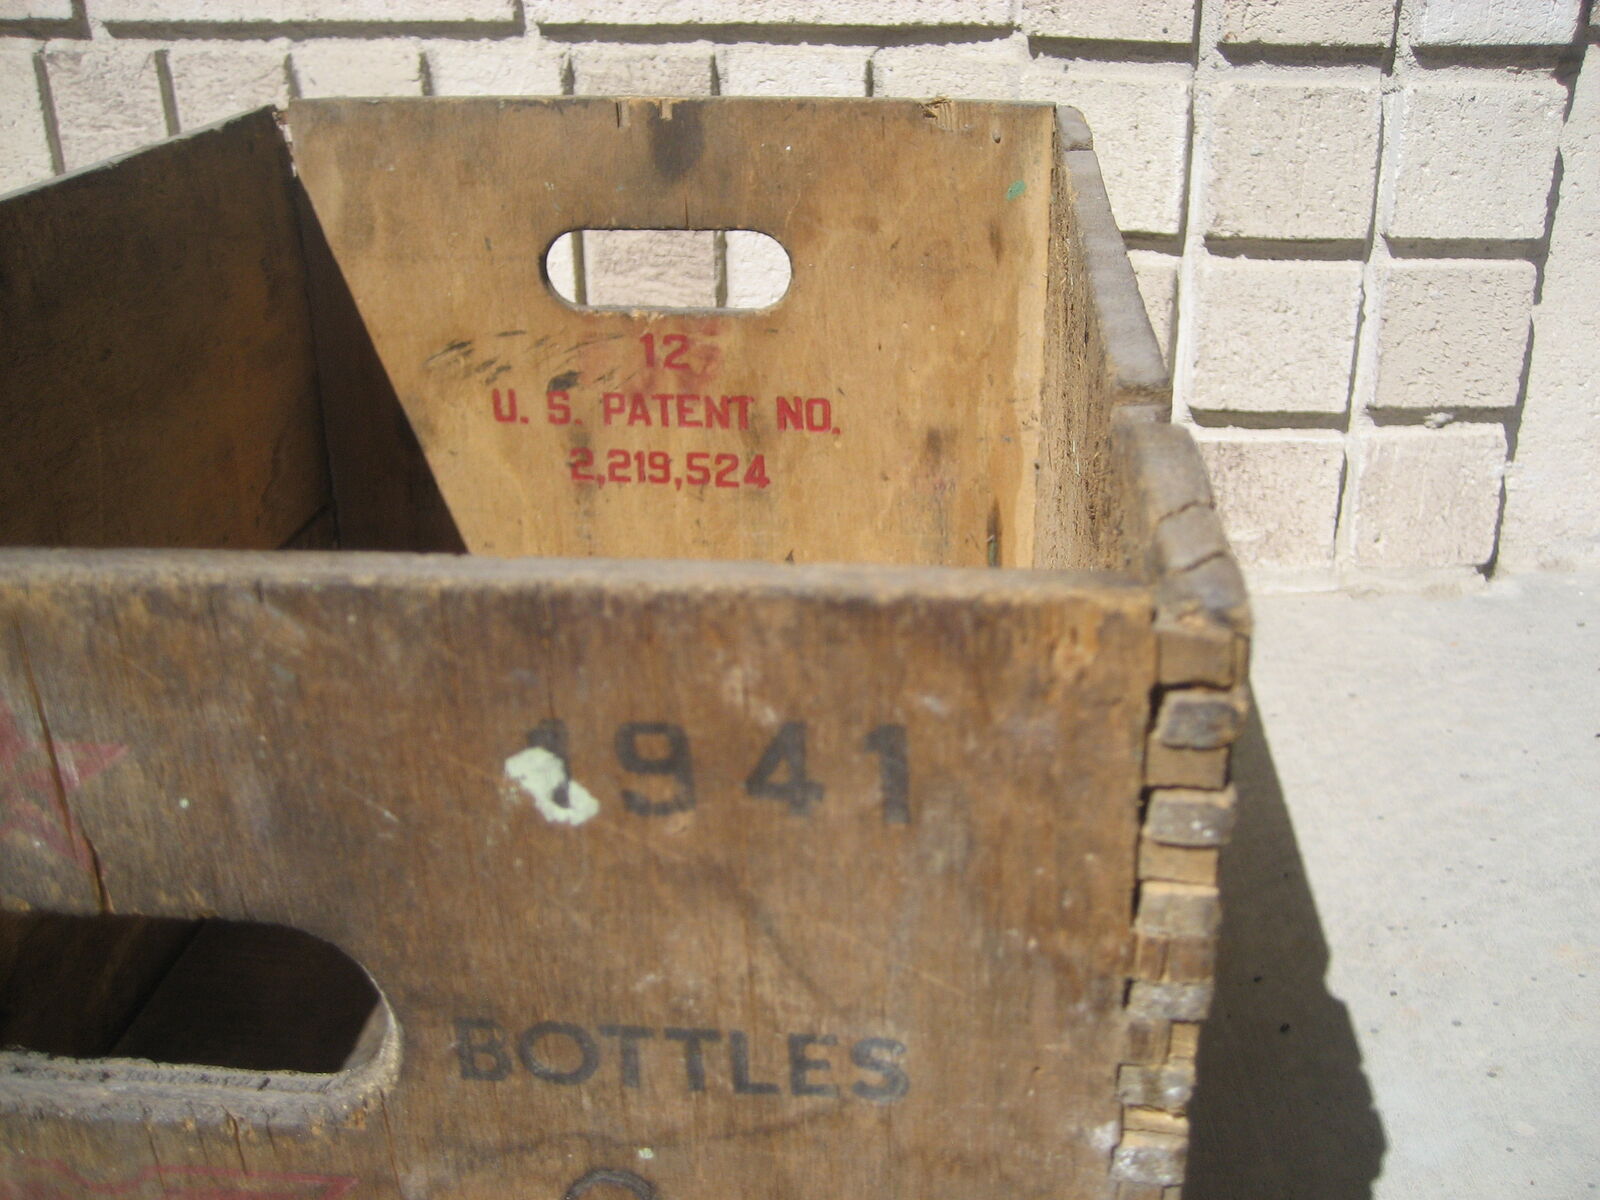 12
U. S. PATENT NO.
2,219,524
1941
BOTTLES